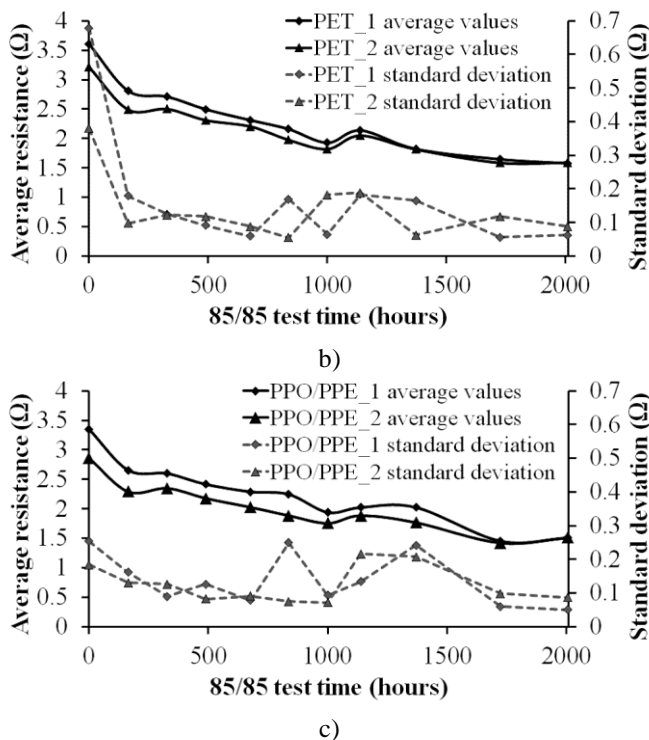 PET_1 average values
PET_2 average values
PET_1 standard deviation
PET_2 standard deviation
Average resistance (Ω)
4
3.5
3
2.5
2
1.5
1
0.5
0
0.7
0.6
0.5
0.4
0.3
0.2
0.1
0
Standard deviation (Ω)
0 500 1000 1500 2000
85/85 test time (hours)
b)
PPO/PPE_1 average values
PPO/PPE_2 average values
PPO/PPE_1 standard deviation
PPO/PPE_2 standard deviation
Average resistance (Ω)
4
3.5
3
2.5
2
1.5
1
0.5
0
0.7
0.6
0.5
0.4
0.3
0.2
0.1
0
Standard deviation (Ω)
0 500 1000 1500 2000
85/85 test time (hours)
c)